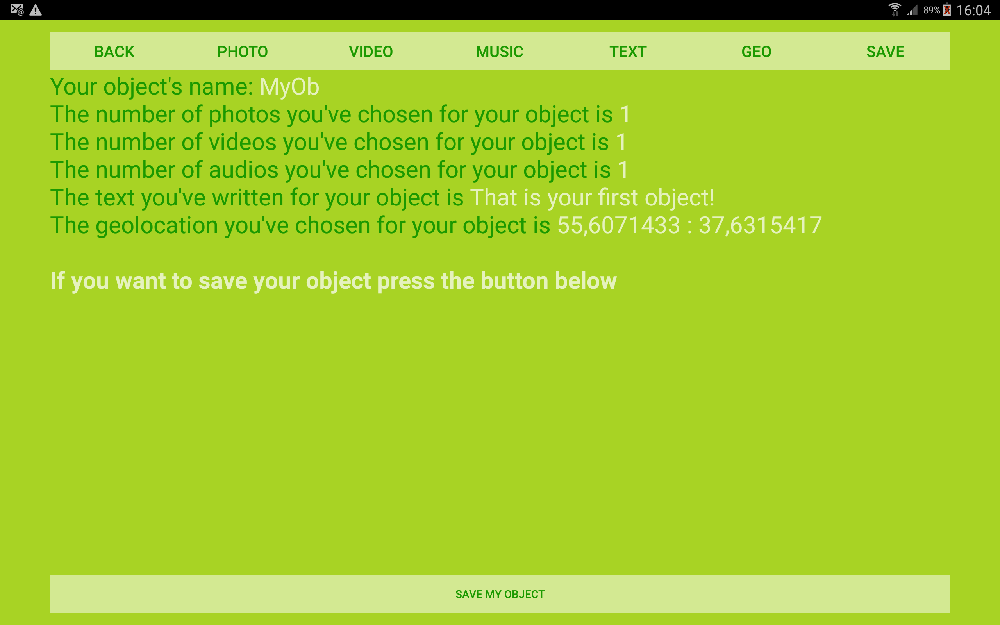 89% 16:04
BACK PHOTO VIDEO MUSIC TEXT GEO SAVE
Your object's name: MyOb
The number of photos you've chosen for your object is 1
The number of videos you've chosen for your object is 1
The number of audios you've chosen for your object is 1
The text you've written for your object is That is your first object!
The geolocation you've chosen for your object is 55,6071433 : 37,6315417
If you want to save your object press the button below
SAVE MY OBJECT